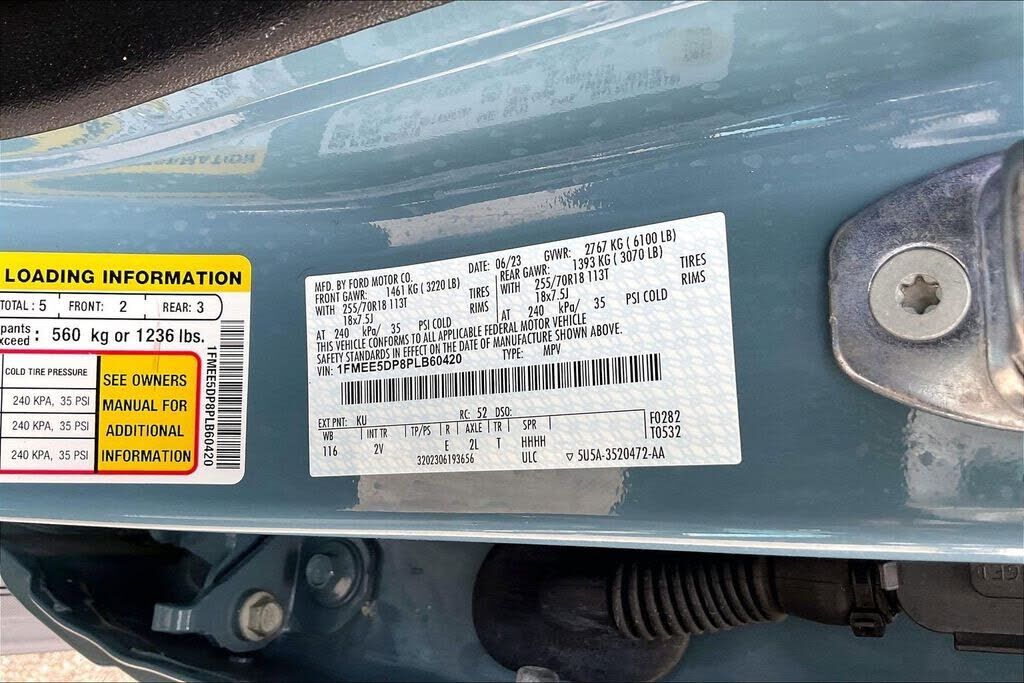 LOADING INFORMATION
TOTAL: 5 FRONT: 2 REAR: 3
pants
xceed : 560 kg or 1236 lbs.
COLD TIRE PRESSURE
240 KPA, 35 PSI
240 KPA, 35 PSI
240 KPA, 35 PSI
SEE OWNERS
MANUAL FOR
ADDITIONAL
INFORMATION
1FMEE5DP8PLB60420
MFD. BY FORD MOTOR CO. DATE: 06/23 GVWR: 2767 KG ( 6100 LB)
FRONT GAWR: 1461 KG ( 3220 LB) REAR GAWR: 1393 KG ( 3070 LB)
WITH 255/70R18 113T TIRES WITH 255/70R18 113T TIRES
18x7.5J RIMS 18x7.5J RIMS
AT 240 kPa/ 35 PSI COLD AT 240 kPa/ 35 PSI COLD
THIS VEHICLE CONFORMS TO ALL APPLICABLE FEDERAL MOTOR VEHICLE
SAFETY STANDARDS IN EFFECT ON THE DATE OF MANUFACTURE SHOWN ABOVE.
VIN: 1FMEE5DP8PLB60420 TYPE: MPV
EXT PNT: KU RC: 52 DSO: F0282
WB INT TR TP/PS R AXLE TR SPR T0532
116 2V E 2L T HHHH
3202306193656 ULC ▽ 5U5A-3520472-AA